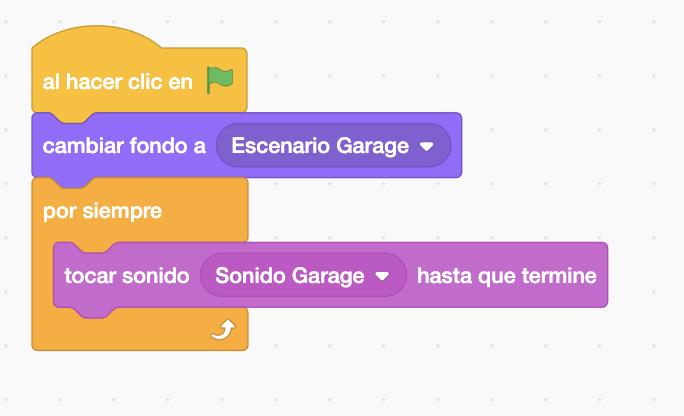 al hacer clic en
cambiar fondo a Escenario Garage
por siempre
tocar sonido Sonido Garage hasta que termine